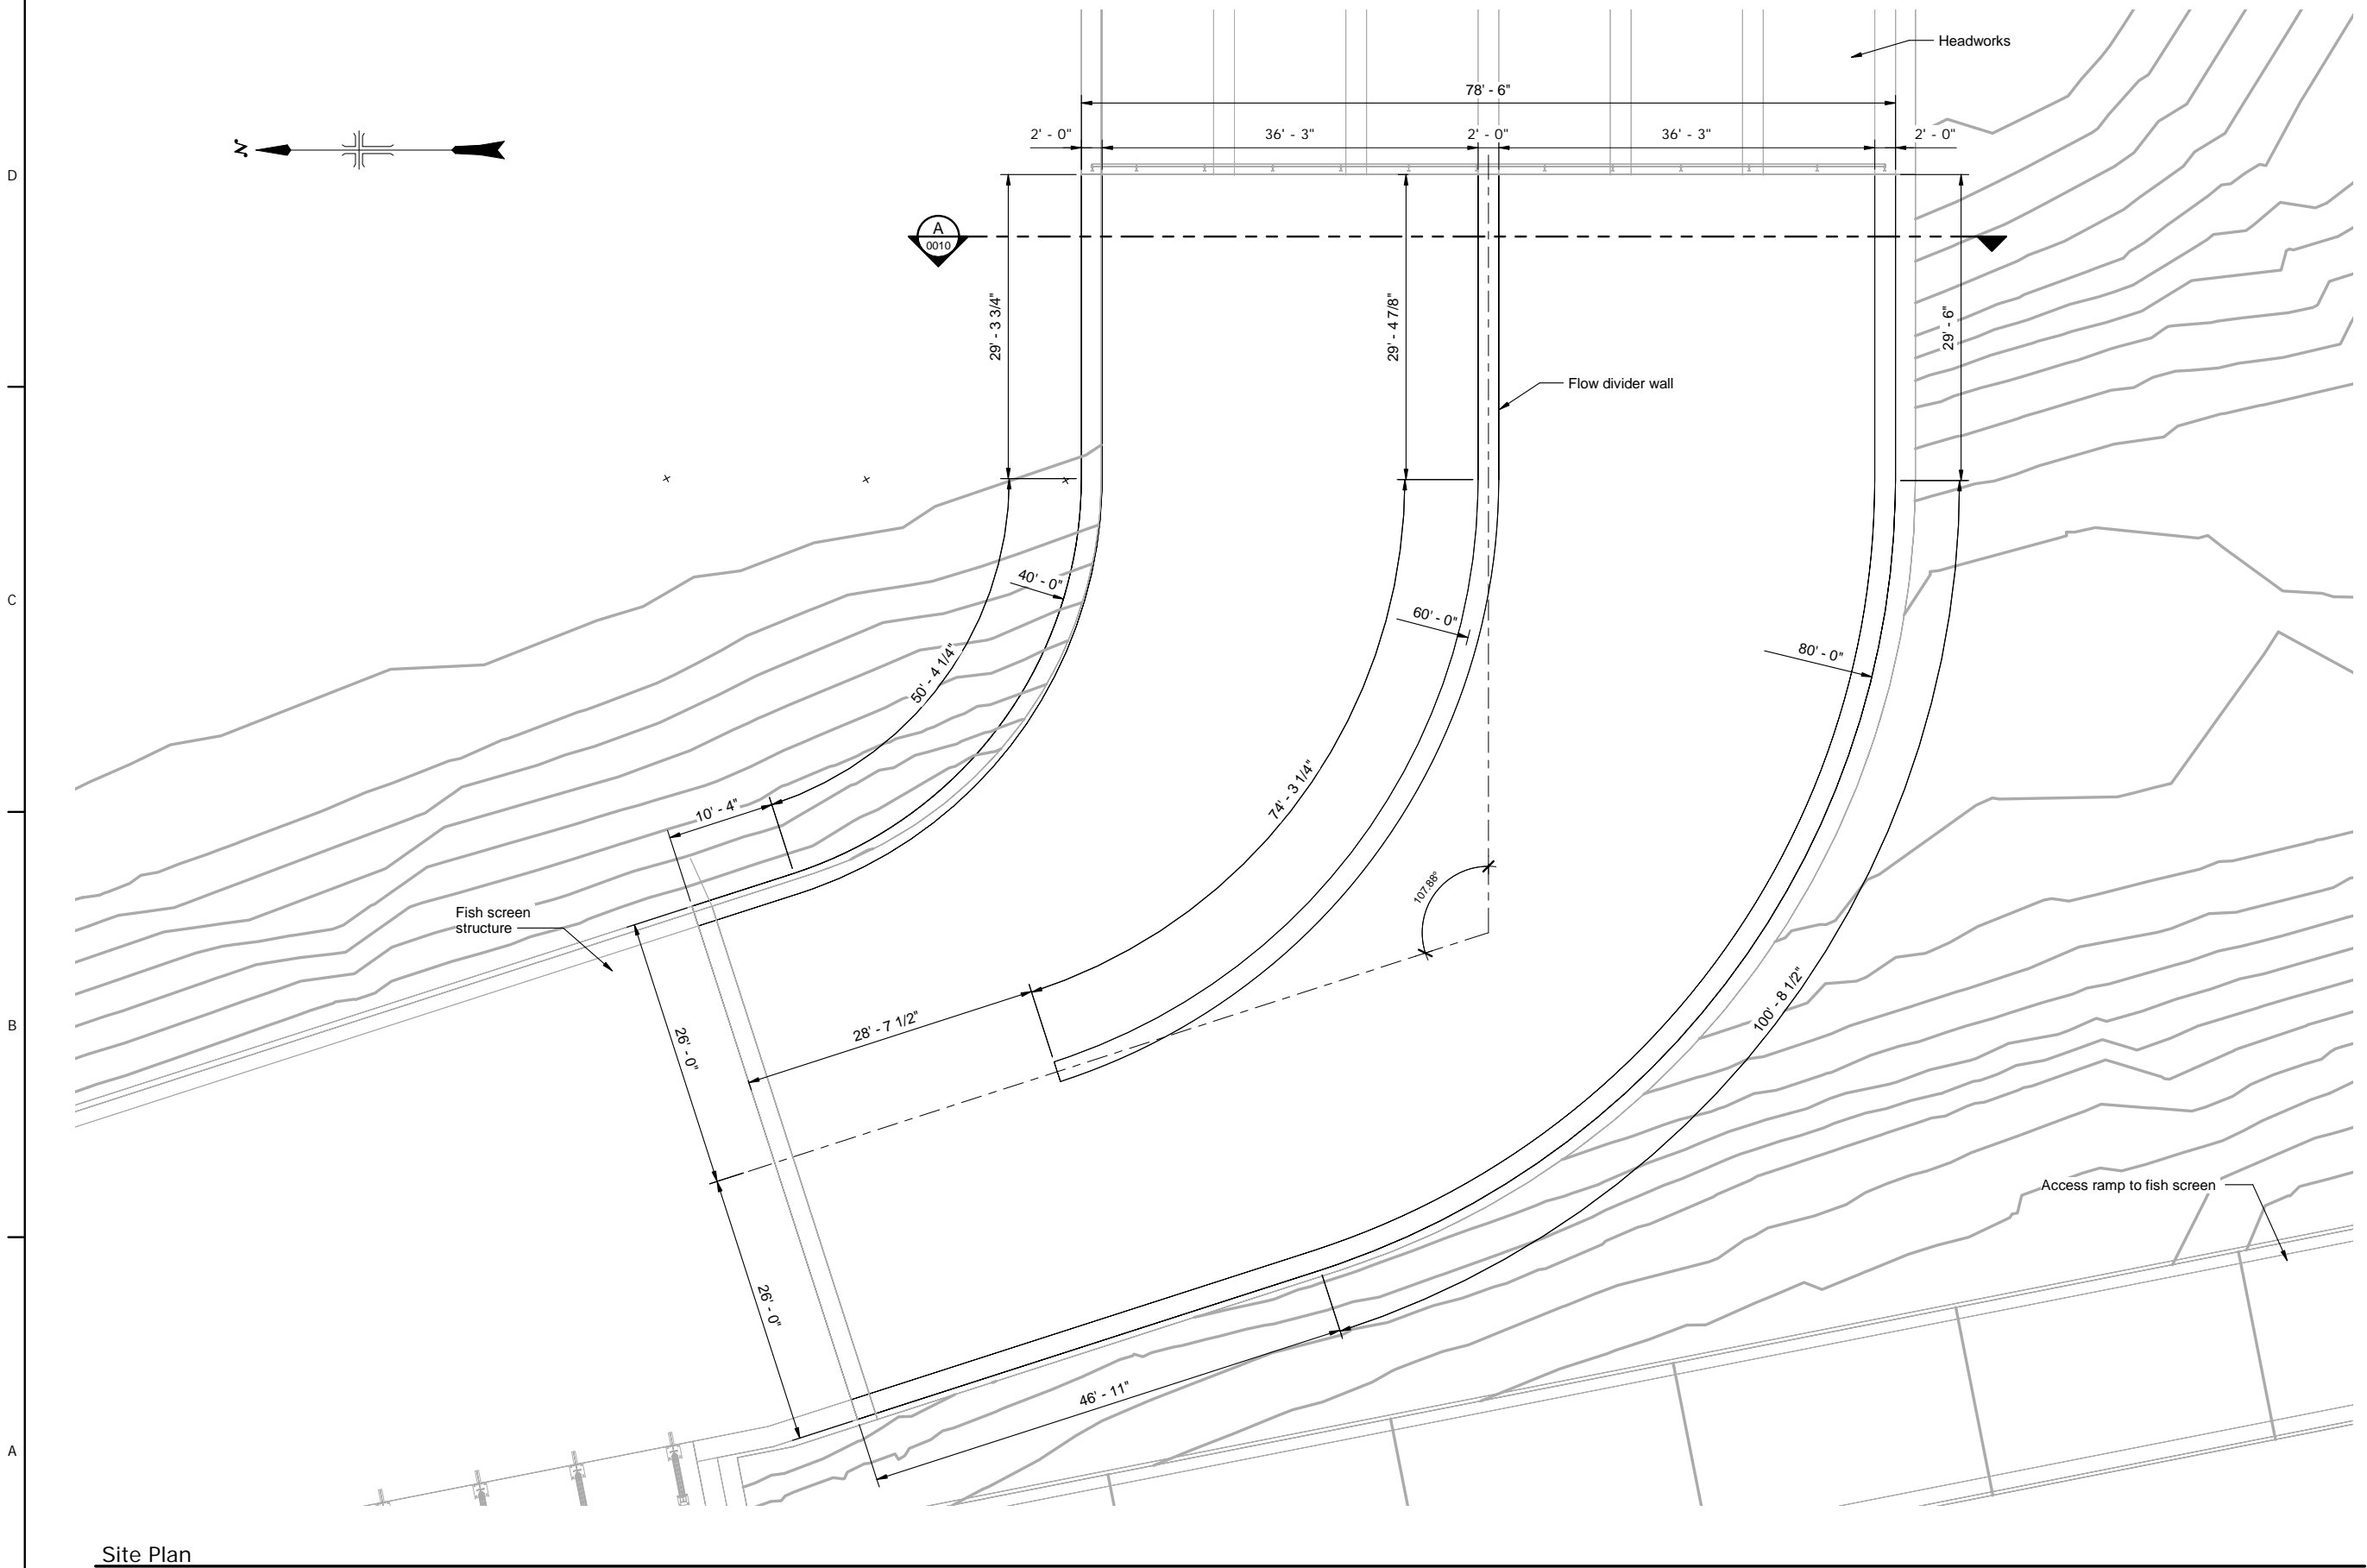 Headworks
78' - 6"
2' - 0"
36' - 3"
2' - 0"
36' - 3"
2' - 0"
N
D
A
0010
29' - 3 3/4"
29' - 4 7/8"
29' - 6"
Flow divider wall
C
40' - 0"
60' - 0"
80' - 0"
50' - 4 1/4"
74' - 3 1/4"
10' - 4"
107.88°
Fish screen
structure
100' - 8 1/2"
28' - 7 1/2"
B
26' - 0"
Access ramp to fish screen
26' - 0"
46' - 11"
A
Site Plan